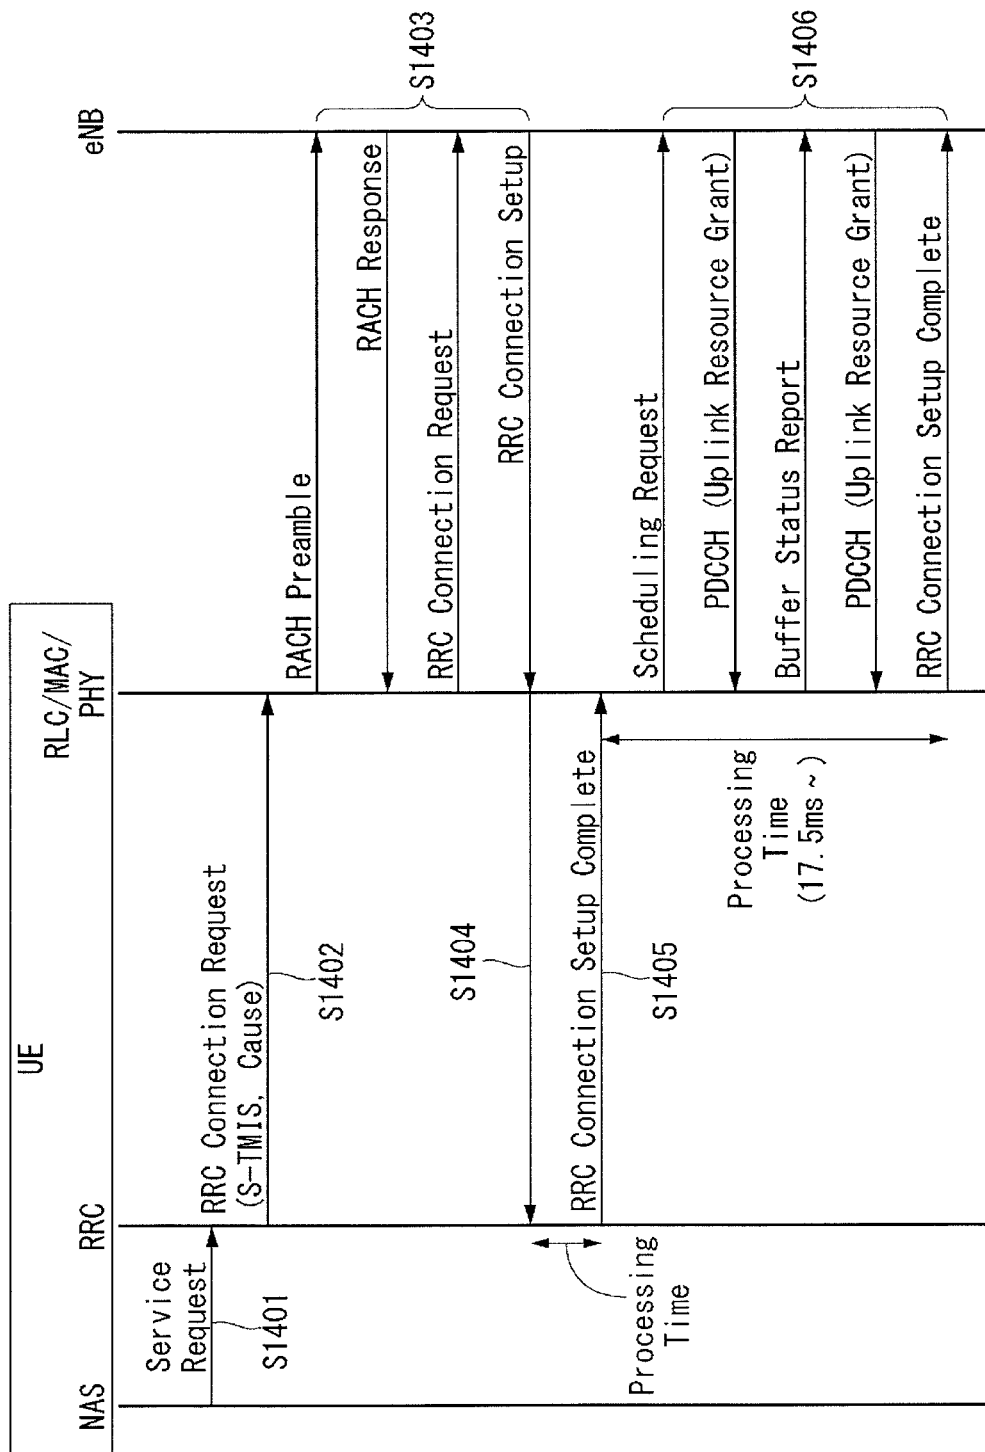 UE
NAS
RRC
RLC/MAC/
PHY
eNB
Service
Request
S1401
RRC Connection Request
(S-TMIS, Cause)
S1402
RACH Preamble
RACH Response
RRC Connection Request
RRC Connection Setup
S1403
S1404
Processing
Time
RRC Connection Setup Complete
S1405
Scheduling Request
PDCCH (Uplink Resource Grant)
Buffer Status Report
PDCCH (Uplink Resource Grant)
RRC Connection Setup Complete
S1406
Processing
Time
(17.5ms ~)